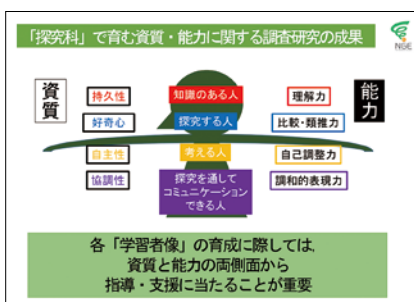 「探究科」で育む資質・能力に関する調査研究の成果
NGE
資質
能力
持久性
知識のある人
理解力
好奇心
探究する人
比較・類推力
自主性
考える人
自己調整力
協調性
探究を通して
コミュニケーション
できる人
調和的表現力
各「学習者像」の育成に際しては、
資質と能力の両側面から
指導・支援に当たることが重要